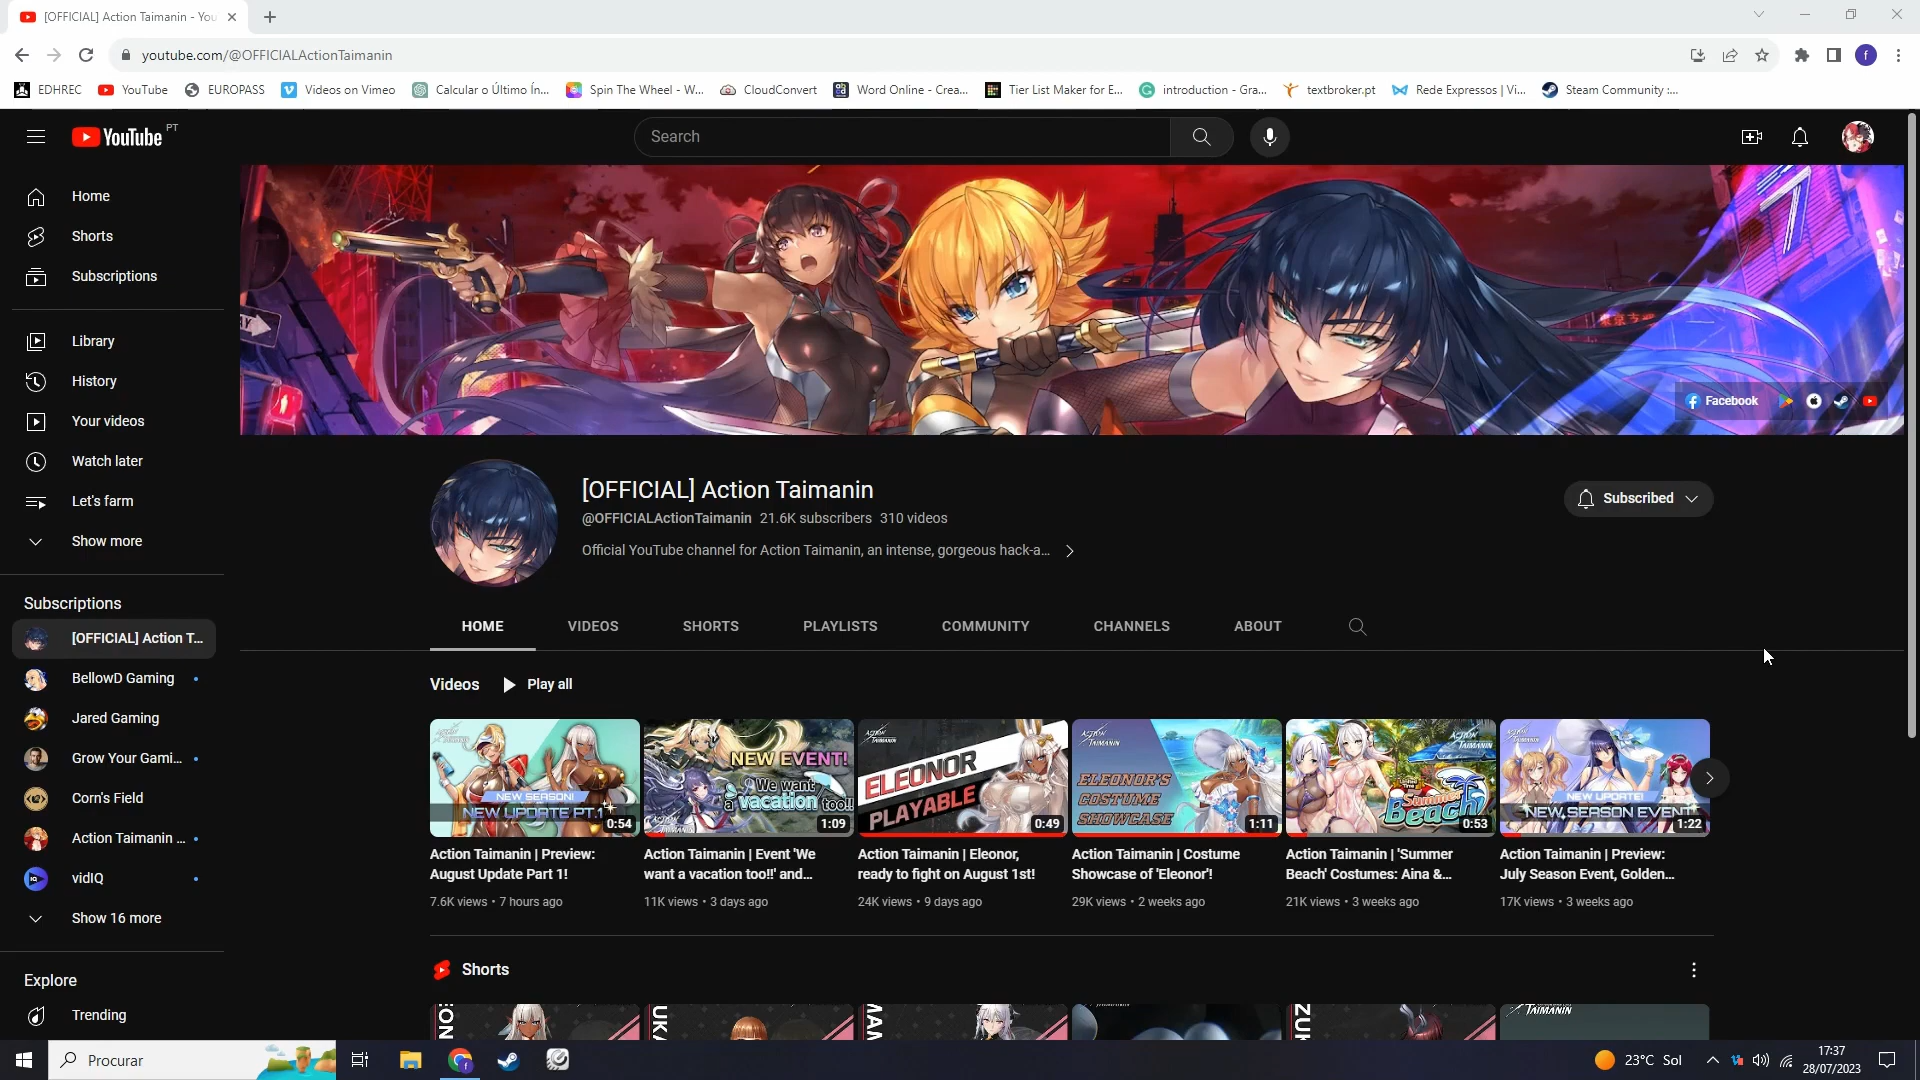 [OFFICIAL] Action Taimanin - You
youtube.com/@OFFICIALActionTaimanin
EDHREC YouTube EUROPASS Videos on Vimeo Calcular o Último Ín... Spin The Wheel - W... CloudConvert Word Online - Crea... Tier List Maker for E... introduction - Gra... textbroker.pt Rede Expressos | Vi... Steam Community :...
YouTube PT
Search
Home
Shorts
Subscriptions
Library
History
Your videos
Watch later
Let's farm
Show more
Subscriptions
[OFFICIAL] Action T...
BellowD Gaming
Jared Gaming
Grow Your Gami...
Corn's Field
Action Taimanin ...
vidIQ
Show 16 more
Explore
Trending
Facebook
[OFFICIAL] Action Taimanin
@OFFICIALActionTaimanin 21.6K subscribers 310 videos
Official YouTube channel for Action Taimanin, an intense, gorgeous hack-a...
Subscribed
HOME VIDEOS SHORTS PLAYLISTS COMMUNITY CHANNELS ABOUT
Videos Play all
NEW SEASON!
NEW UPDATE PT.1
0:54
Action Taimanin | Preview:
August Update Part 1!
7.6K views • 7 hours ago
NEW EVENT!
We want
a vacation too!!
1:09
Action Taimanin | Event 'We
want a vacation too!!' and...
11K views • 3 days ago
ACTION
TAIMANIN
ELEONOR
PLAYABLE
0:49
Action Taimanin | Eleonor,
ready to fight on August 1st!
24K views • 9 days ago
ACTION
TAIMANIN
ELEONOR'S
COSTUME
SHOWCASE
1:11
Action Taimanin | Costume
Showcase of 'Eleonor'!
29K views • 2 weeks ago
ACTION
TAIMANIN
Summer
Beach
0:53
Action Taimanin | 'Summer
Beach' Costumes: Aina &...
21K views • 3 weeks ago
ACTION
TAIMANIN
NEW UPDATE!
NEW SEASON EVENT
1:22
Action Taimanin | Preview:
July Season Event, Golden...
17K views • 3 weeks ago
Shorts
TAIMANIN
Procurar
23°C Sol
17:37
28/07/2023